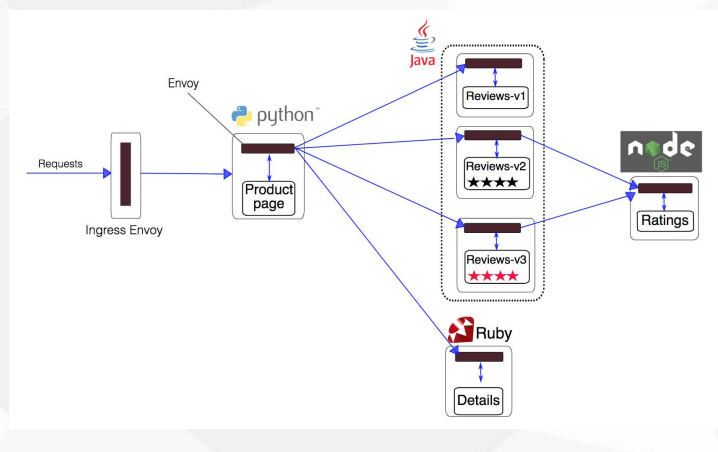 Requests
Ingress Envoy
Envoy
python™
Product
page
Java
Reviews-v1
Reviews-v2
Reviews-v3
Ruby
Details
node
JS
Ratings